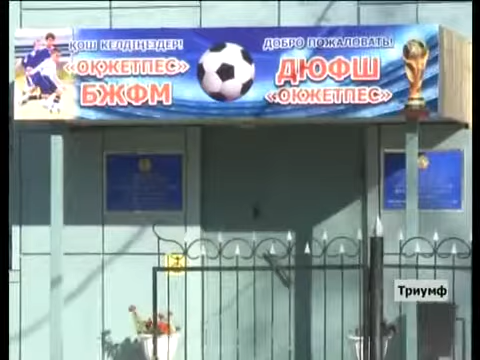 ҚОШ КЕЛДІҢІЗДЕР!
«ОҚЖЕТПЕС»
БЖФМ
ДОБРО ПОЖАЛОВАТЬ!
ДЮФШ
«ОКЖЕТПЕС»
Триумф